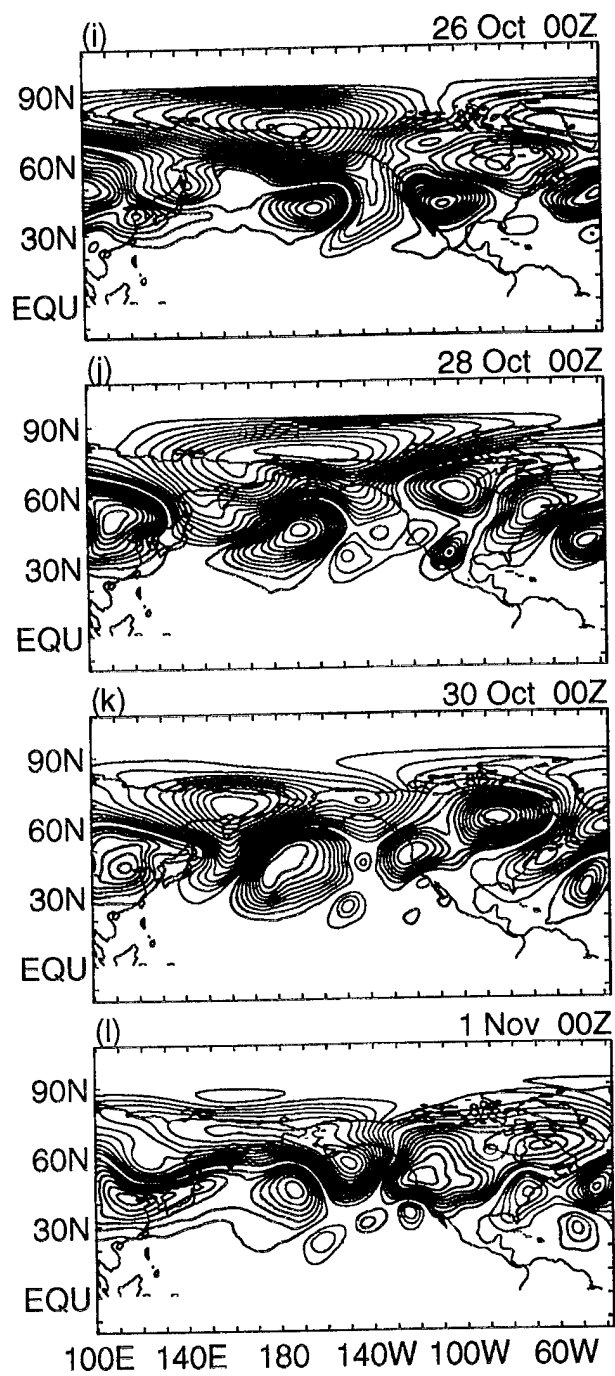 (i) 26 Oct 00Z
90N
60N
30N
EQU
(j) 28 Oct 00Z
90N
60N
30N
EQU
(k) 30 Oct 00Z
90N
60N
30N
EQU
(l) 1 Nov 00Z
90N
60N
30N
EQU
100E 140E 180 140W 100W 60W